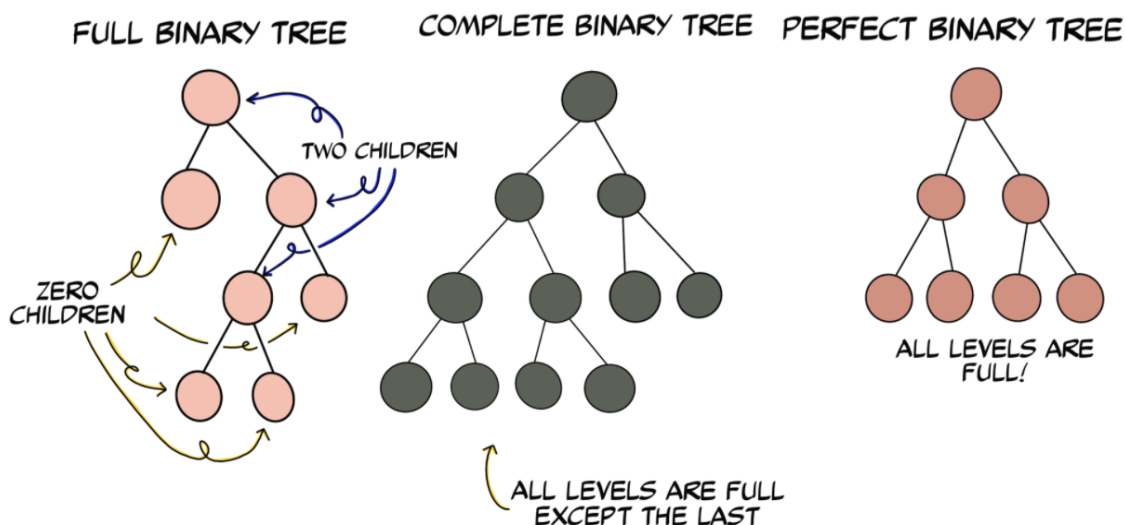 FULL BINARY TREE
COMPLETE BINARY TREE
PERFECT BINARY TREE
TWO CHILDREN
ZERO
CHILDREN
ALL LEVELS ARE
FULL!
ALL LEVELS ARE FULL
EXCEPT THE LAST